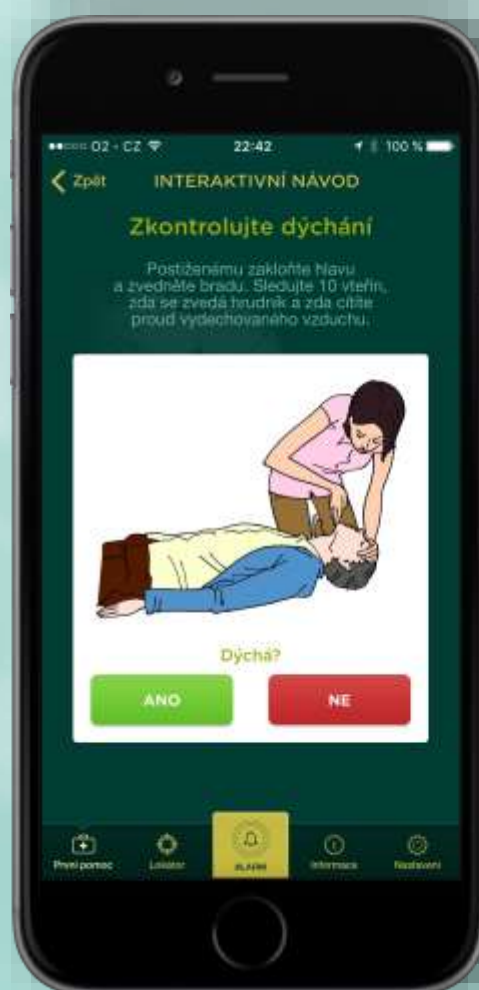 O2 - CZ 22:42 100 %
Zpět INTERAKTIVNÍ NÁVOD
Zkontrolujte dýchání
Postiženému zakloňte hlavu
a zvedněte bradu. Sledujte 10 vteřin,
zda se zvedá hrudník a zda cítíte
proud vydechovaného vzduchu.
Dýchá?
ANO NE
První pomoc Lokátor ALARM Informace Nastavení